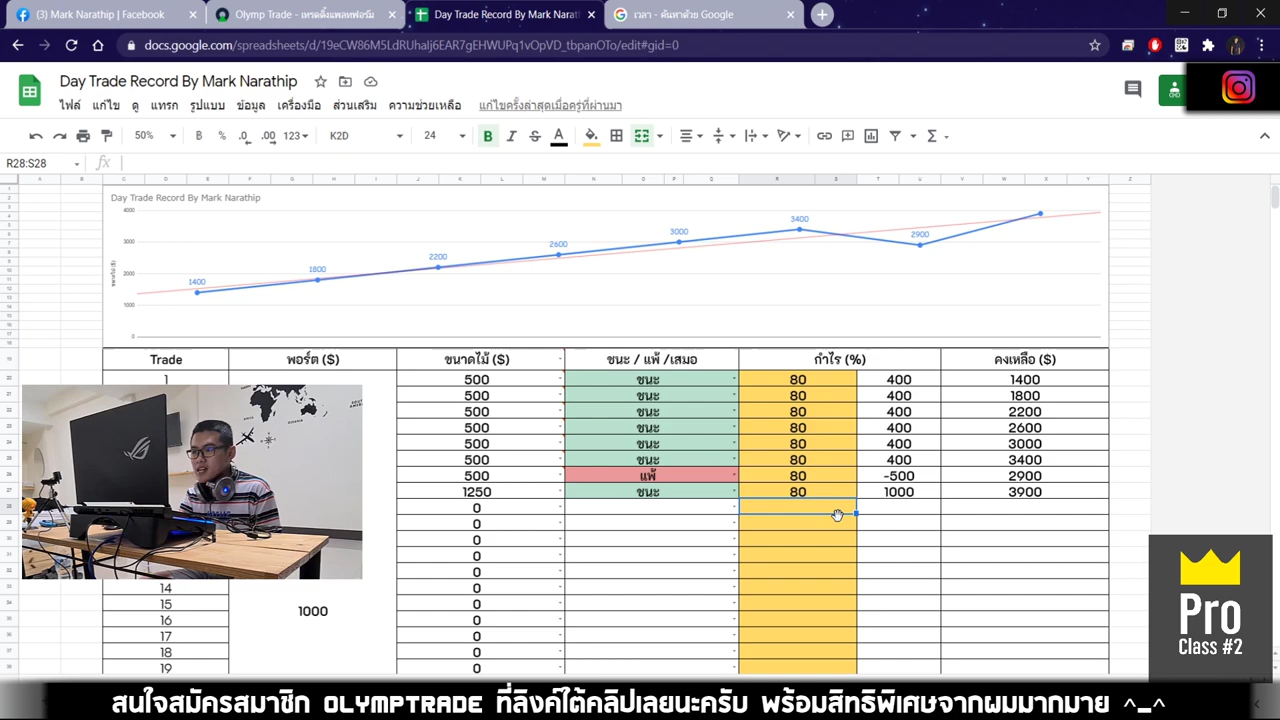 (3) Mark Narathip | Facebook
Olymp Trade - เทรดดิ้งแพลทฟอร์ม
Day Trade Record By Mark Narat
เวลา - ค้นหาด้วย Google
docs.google.com/spreadsheets/d/19eCW86M5LdRUhaIj6EAR7gEHWUPq1vOpVD_tbpanOTo/edit#gid=0
Day Trade Record By Mark Narathip
ไฟล์ แก้ไข ดู แทรก รูปแบบ ข้อมูล เครื่องมือ ส่วนเสริม ความช่วยเหลือ แก้ไขครั้งล่าสุดเมื่อครู่ที่ผ่านมา
50% ฿ % .0 .00 123 K2D 24 B I S A Σ
R28:S28 fx
Day Trade Record By Mark Narathip
4000
3000
2000
1000
0
1400 1800 2200 2600 3000 3400 2900
Trade พอร์ต ($) ขนาดไม้ ($) ชนะ / แพ้ /เสมอ กำไร (%) คงเหลือ ($)
1 500 ชนะ 80 400 1400
500 ชนะ 80 400 1800
500 ชนะ 80 400 2200
500 ชนะ 80 400 2600
500 ชนะ 80 400 3000
500 ชนะ 80 400 3400
500 แพ้ 80 -500 2900
1250 ชนะ 80 1000 3900
0
0
0
0
0
14 0
15 0
1000
16 0
17 0
18 0
19 0
ROG
Pro
Class #2
สนใจสมัครสมาชิก OLYMPTRADE ที่ลิงค์ใต้คลิปเลยนะครับ พร้อมสิทธิพิเศษจากผมมากมาย ^_^